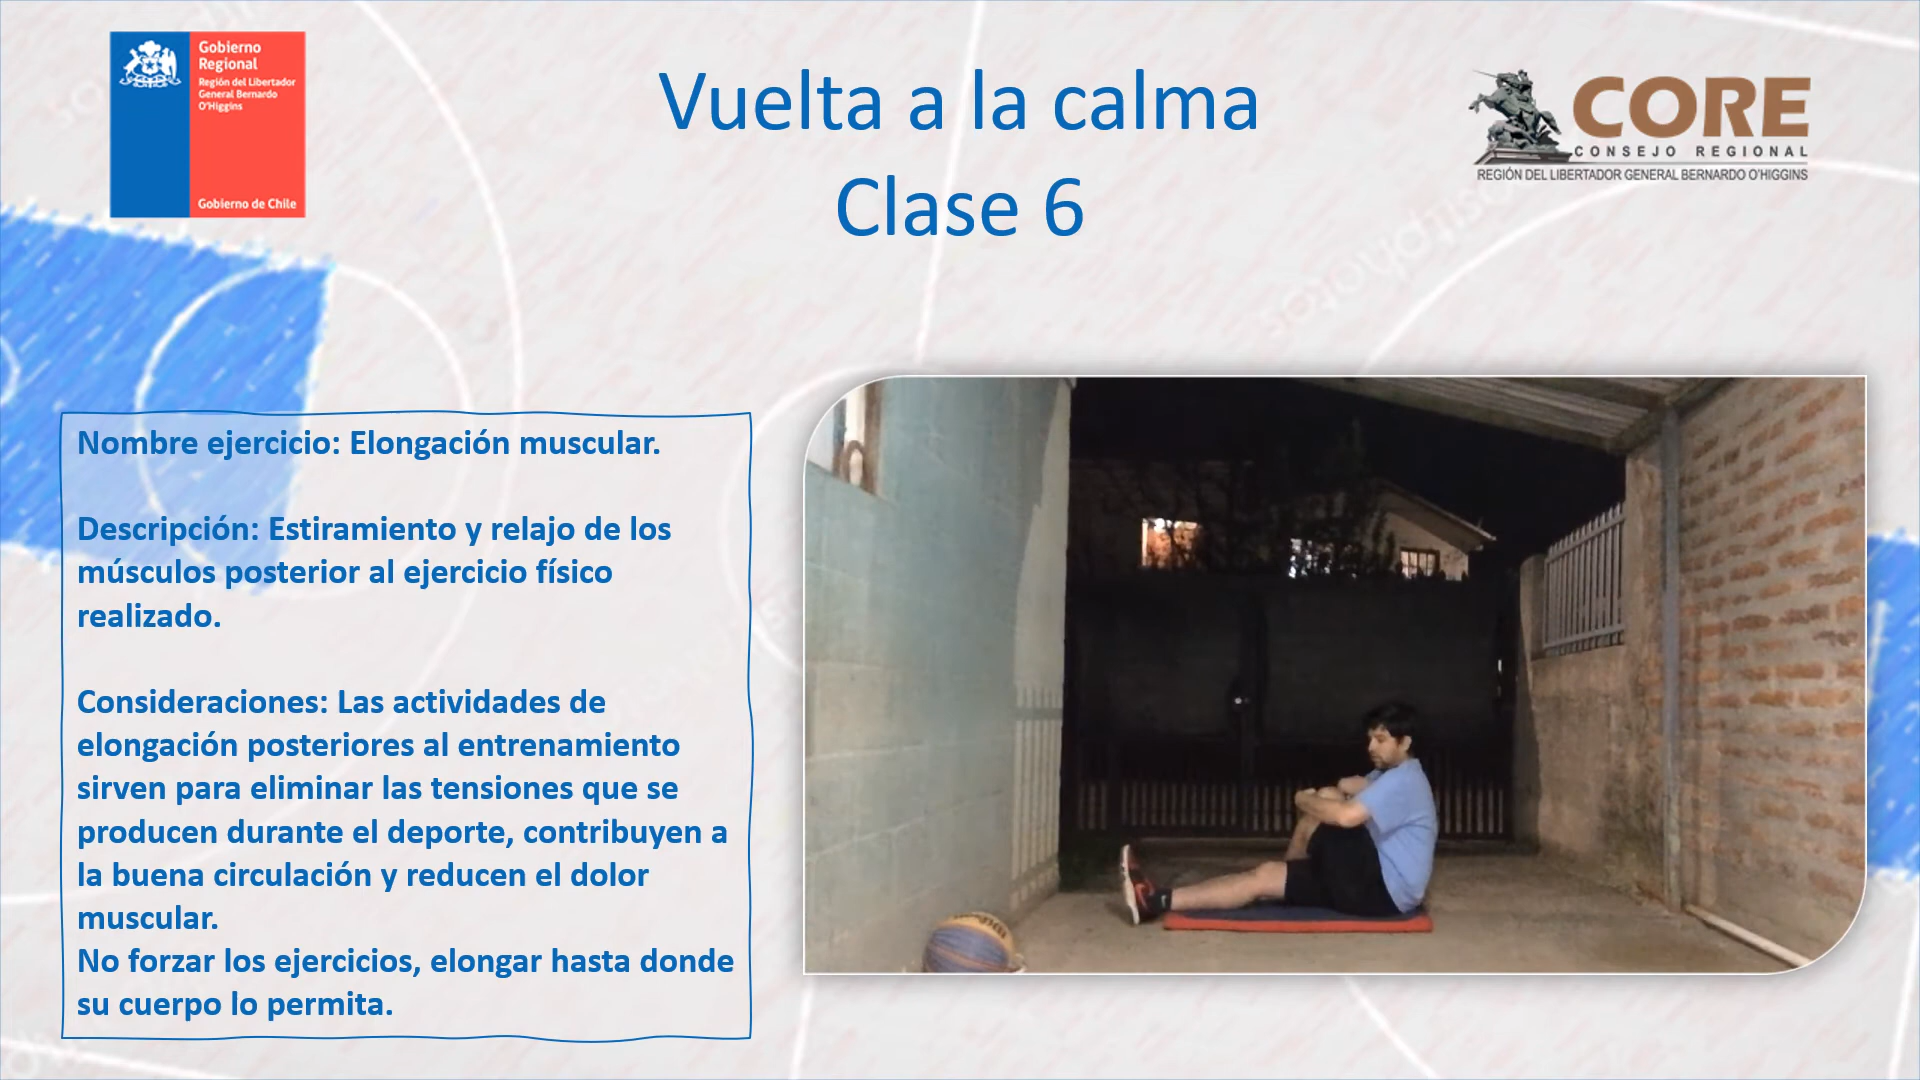 Gobierno
Regional
Región del Libertador
General Bernardo
O'Higgins
Gobierno de Chile
Vuelta a la calma
Clase 6
CORE
CONSEJO REGIONAL
REGIÓN DEL LIBERTADOR GENERAL BERNARDO O'HIGGINS
Nombre ejercicio: Elongación muscular.
Descripción: Estiramiento y relajo de los
músculos posterior al ejercicio físico
realizado.
Consideraciones: Las actividades de
elongación posteriores al entrenamiento
sirven para eliminar las tensiones que se
producen durante el deporte, contribuyen a
la buena circulación y reducen el dolor
muscular.
No forzar los ejercicios, elongar hasta donde
su cuerpo lo permita.